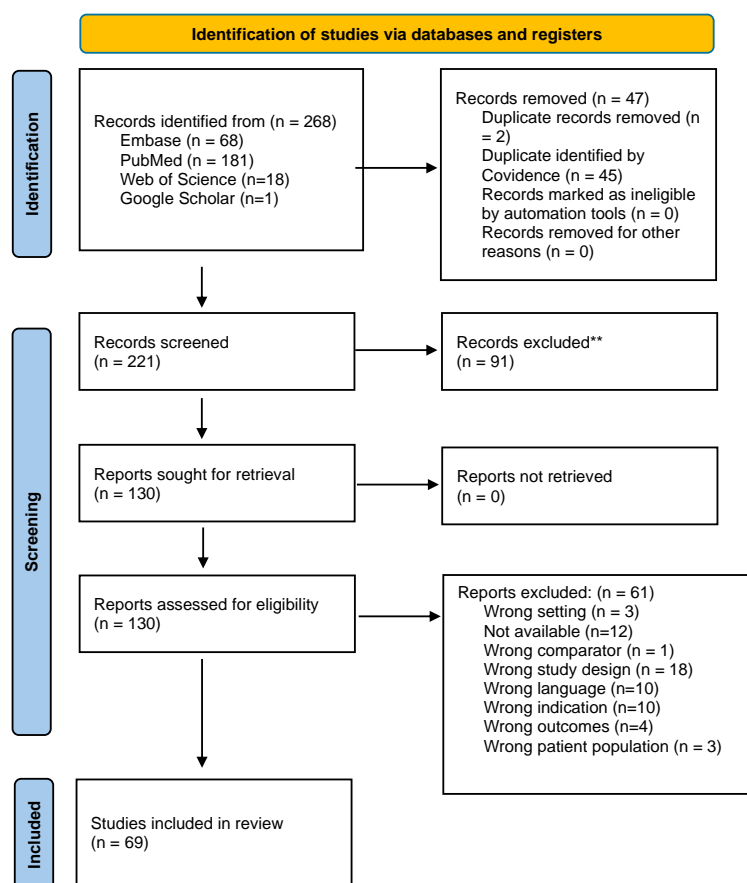 Identification of studies via databases and registers
Identification
Records identified from (n = 268)
Embase (n = 68)
PubMed (n = 181)
Web of Science (n=18)
Google Scholar (n=1)
Records removed (n = 47)
Duplicate records removed (n
= 2)
Duplicate identified by
Covidence (n = 45)
Records marked as ineligible
by automation tools (n = 0)
Records removed for other
reasons (n = 0)
Screening
Records screened
(n = 221)
Records excluded**
(n = 91)
Reports sought for retrieval
(n = 130)
Reports not retrieved
(n = 0)
Reports assessed for eligibility
(n = 130)
Reports excluded: (n = 61)
Wrong setting (n = 3)
Not available (n=12)
Wrong comparator (n = 1)
Wrong study design (n = 18)
Wrong language (n=10)
Wrong indication (n=10)
Wrong outcomes (n=4)
Wrong patient population (n = 3)
Included
Studies included in review
(n = 69)